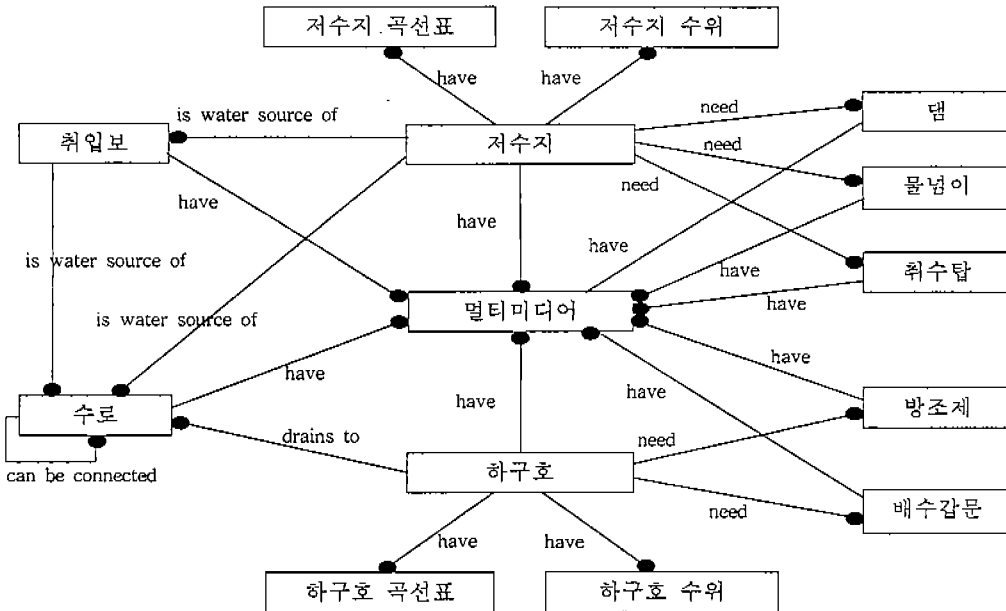 저수지 곡선표
저수지 수위
have
have
is water source of
need
댐
취입보
저수지
need
물넘이
need
have
have
have
is water source of
have
취수탑
have
멀티미디어
is water source of
have
have
have
have
수로
방조제
drains to
need
can be connected
하구호
need
배수갑문
have
have
하구호 곡선표
하구호 수위